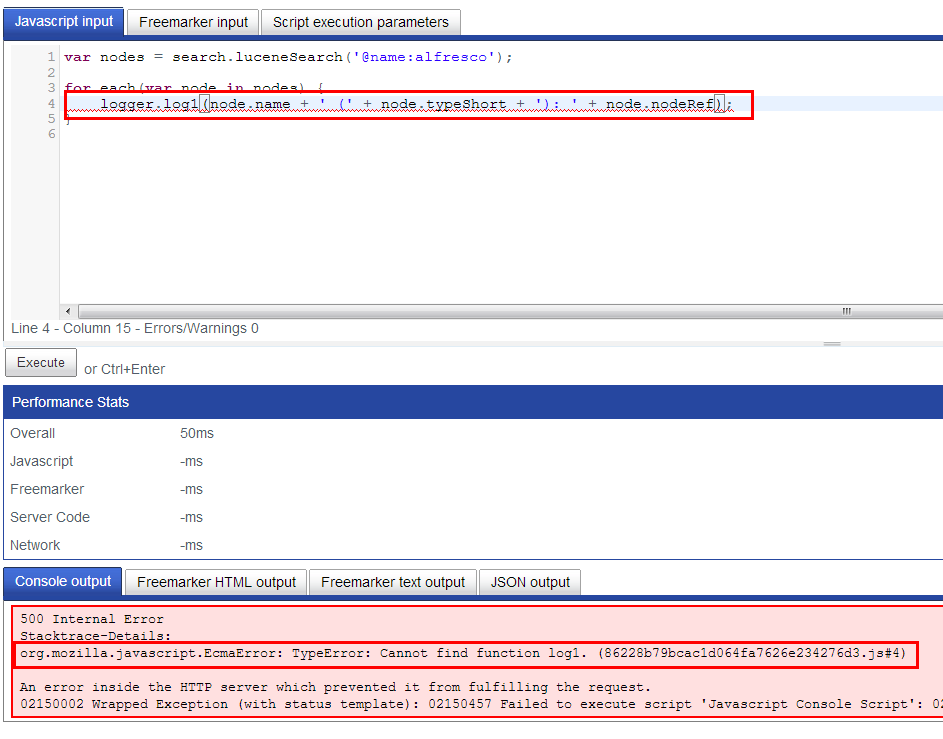 Javascript input Freemarker input Script execution parameters
1 var nodes = search.luceneSearch('@name:alfresco');
2
3 for each(var node in nodes) {
4 logger.log1(node.name + ' (' + node.typeShort + '): ' + node.nodeRef);
5 }
6
Line 4 - Column 15 - Errors/Warnings 0
Execute or Ctrl+Enter
Performance Stats
Overall 50ms
Javascript -ms
Freemarker -ms
Server Code -ms
Network -ms
Console output Freemarker HTML output Freemarker text output JSON output
500 Internal Error
Stacktrace-Details:
org.mozilla.javascript.EcmaError: TypeError: Cannot find function log1. (86228b79bcac1d064fa7626e234276d3.js#4)
An error inside the HTTP server which prevented it from fulfilling the request.
02150002 Wrapped Exception (with status template): 02150457 Failed to execute script 'Javascript Console Script':